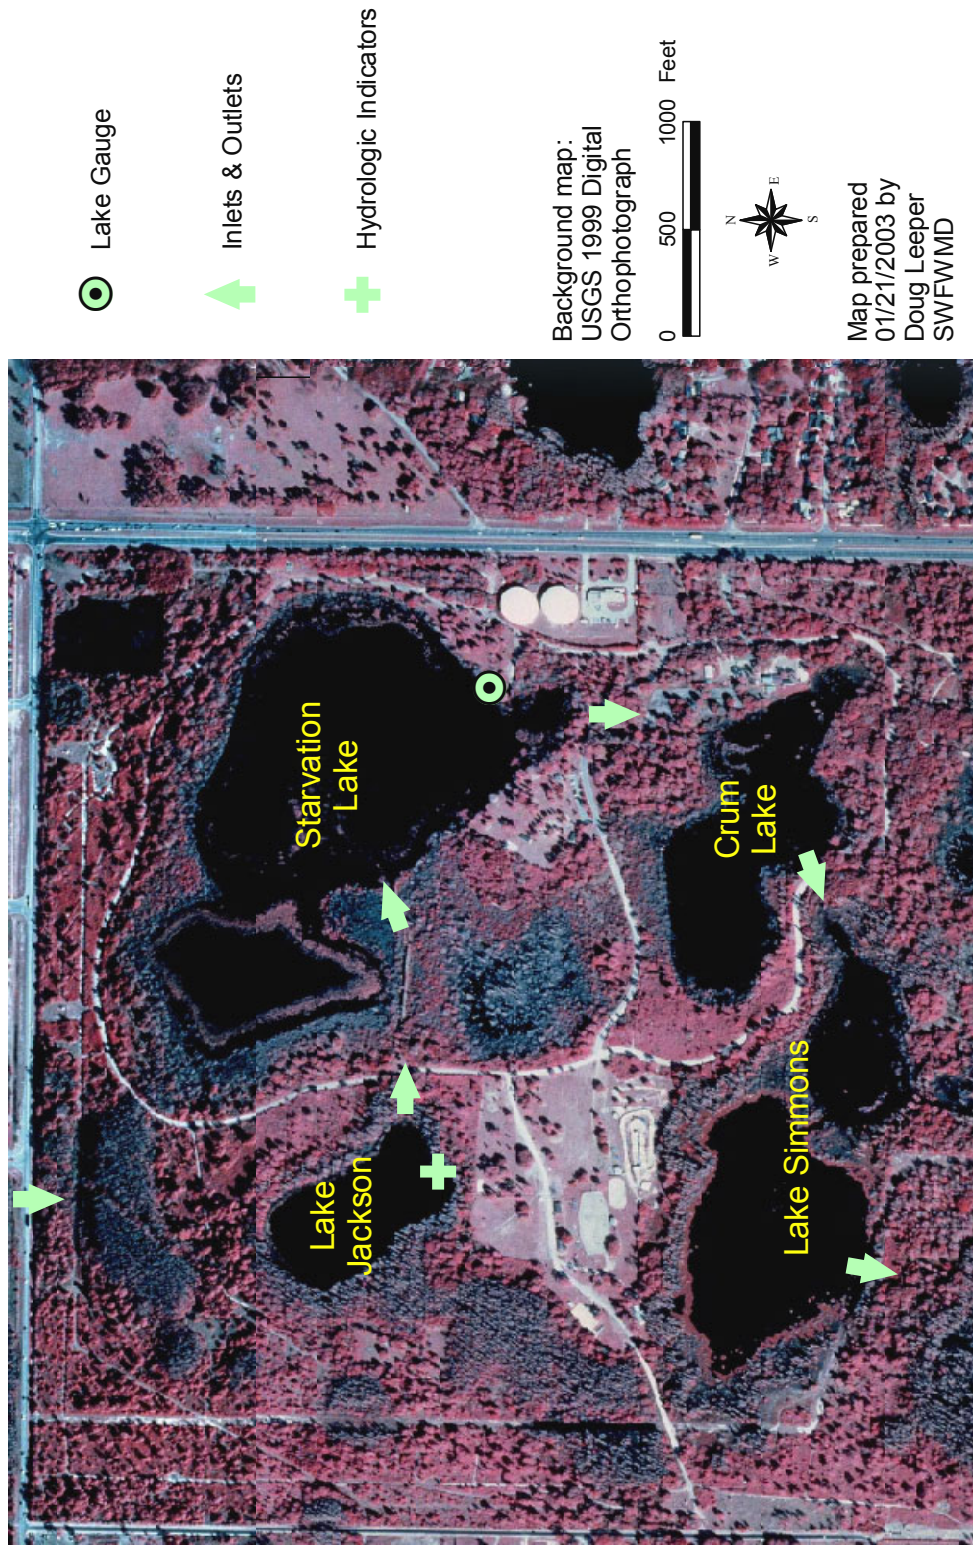 Lake Gauge
Inlets & Outlets
Hydrologic Indicators
Background map:
USGS 1999 Digital
Orthophotograph
0 500 1000 Feet
N
W E
S
Map prepared
01/21/2003 by
Doug Leeper
SWFWMD
Starvation
Lake
Crum
Lake
Lake
Jackson
Lake Simmons